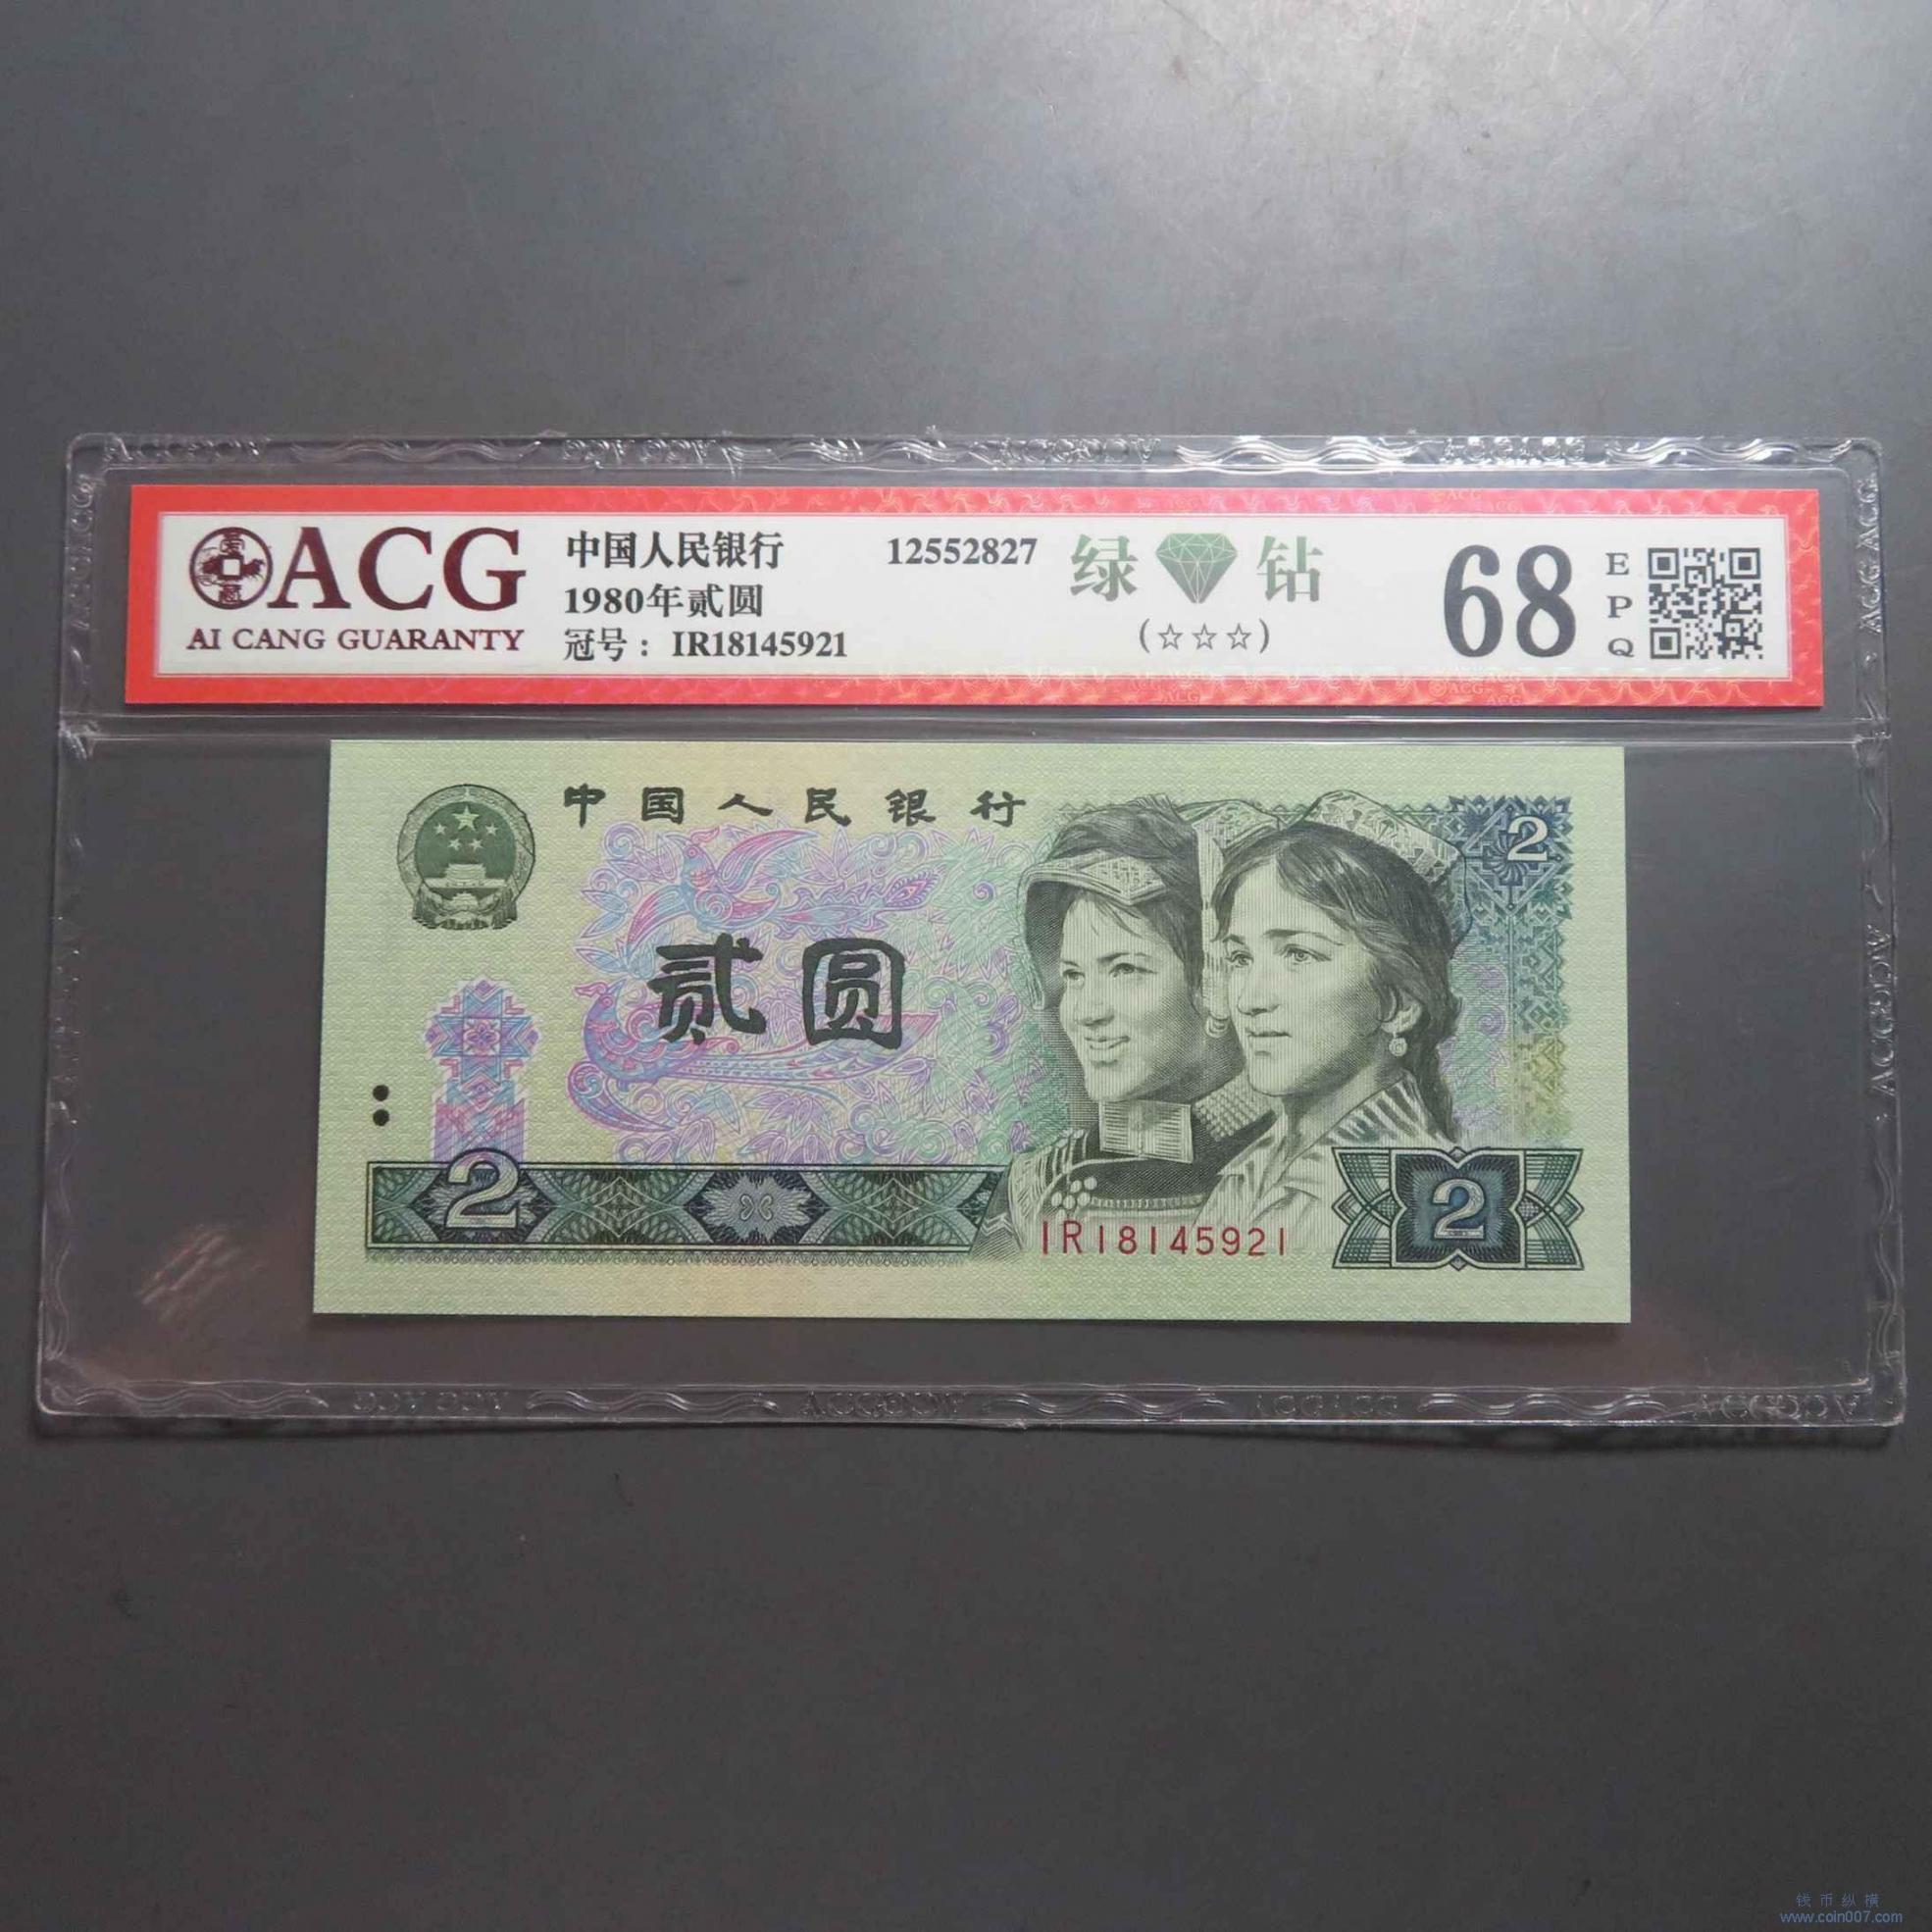 ACG
AI CANG GUARANTY
中国人民银行
1980年贰圆
冠号： IR18145921
12552827
绿 钻
(☆☆☆)
68
EPQ
中国人民银行
2
贰圆
2
IR18145921
2
钱币纵横
www.coin007.com